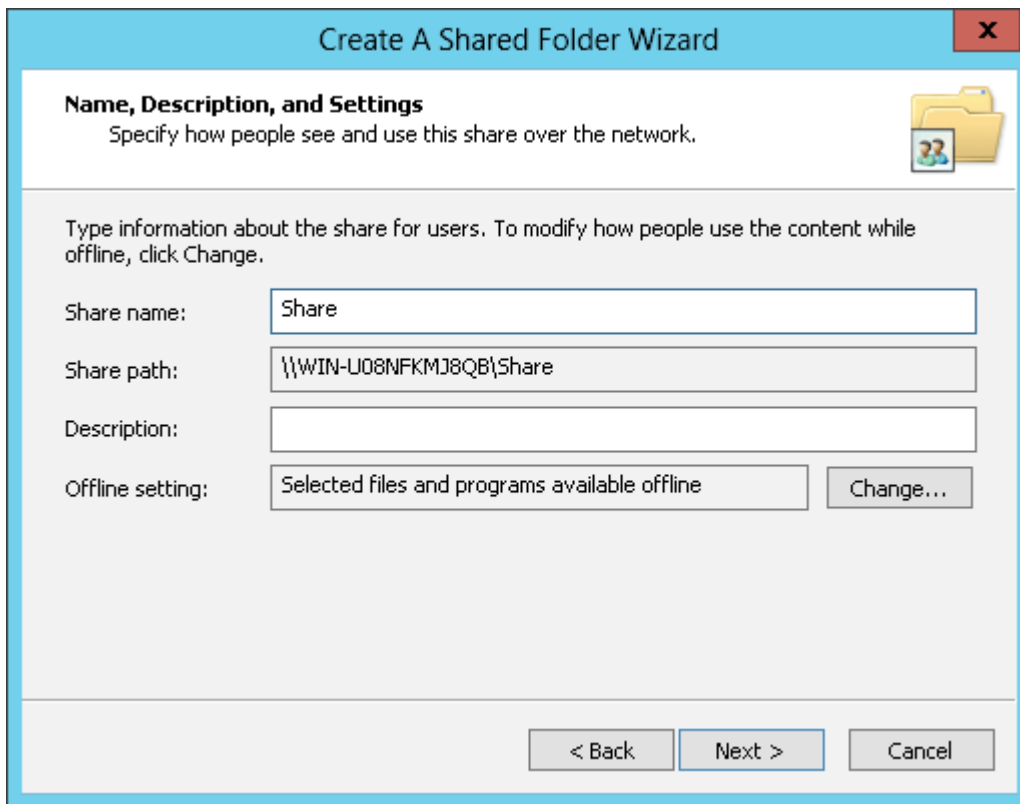 Create A Shared Folder Wizard
x
Name, Description, and Settings
Specify how people see and use this share over the network.
Type information about the share for users. To modify how people use the content while
offline, click Change.
Share name: Share
Share path: \\WIN-U08NFKMJ8QB\Share
Description:
Offline setting: Selected files and programs available offline Change...
< Back Next > Cancel